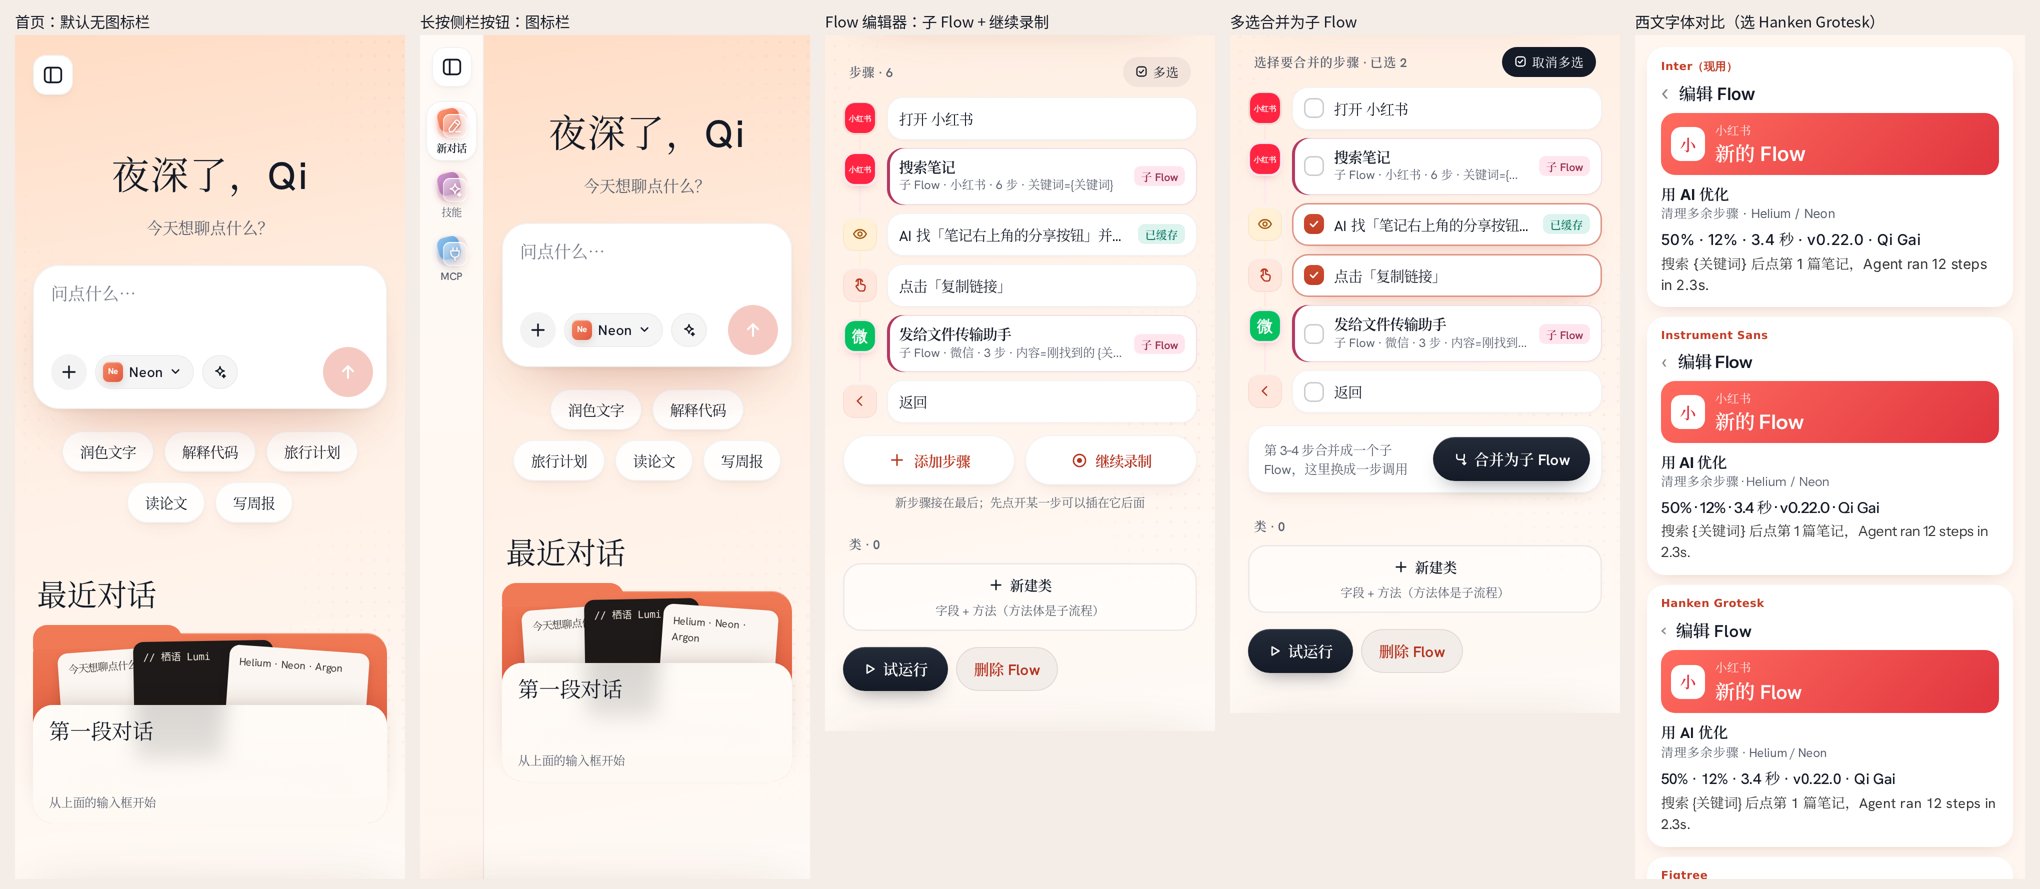 首页：默认无图标栏
夜深了，Qi
今天想聊点什么？
问点什么…
Ne
Neon
润色文字
解释代码
旅行计划
读论文
写周报
最近对话
今天想聊点什么
// 栖语 Lumi
Helium · Neon · Argon
第一段对话
从上面的输入框开始
长按侧栏按钮：图标栏
新对话
技能
MCP
夜深了，Qi
今天想聊点什么？
问点什么…
Ne
Neon
润色文字
解释代码
旅行计划
读论文
写周报
最近对话
今天想聊点
// 栖语 Lumi
Helium · Neon ·
Argon
第一段对话
从上面的输入框开始
Flow 编辑器：子 Flow + 继续录制
步骤 · 6
多选
小红书
打开 小红书
小红书
搜索笔记
子 Flow · 小红书 · 6 步 · 关键词={关键词}
子 Flow
AI 找「笔记右上角的分享按钮」并...
已缓存
点击「复制链接」
微
发给文件传输助手
子 Flow · 微信 · 3 步 · 内容=刚找到的 {关...
子 Flow
返回
添加步骤
继续录制
新步骤接在最后；先点开某一步可以插在它后面
类 · 0
新建类
字段 + 方法（方法体是子流程）
试运行
删除 Flow
多选合并为子 Flow
选择要合并的步骤 · 已选 2
取消多选
小红书
打开 小红书
小红书
搜索笔记
子 Flow · 小红书 · 6 步 · 关键词={...
子 Flow
AI 找「笔记右上角的分享按钮...
已缓存
点击「复制链接」
微
发给文件传输助手
子 Flow · 微信 · 3 步 · 内容=刚找到...
子 Flow
返回
第 3-4 步合并成一个子
Flow，这里换成一步调用
合并为子 Flow
类 · 0
新建类
字段 + 方法（方法体是子流程）
试运行
删除 Flow
西文字体对比（选 Hanken Grotesk）
Inter（现用）
编辑 Flow
小
小红书
新的 Flow
用 AI 优化
清理多余步骤 · Helium / Neon
50% · 12% · 3.4 秒 · v0.22.0 · Qi Gai
搜索 {关键词} 后点第 1 篇笔记，Agent ran 12 steps
in 2.3s.
Instrument Sans
编辑 Flow
小
小红书
新的 Flow
用 AI 优化
清理多余步骤 · Helium / Neon
50% · 12% · 3.4 秒 · v0.22.0 · Qi Gai
搜索 {关键词} 后点第 1 篇笔记，Agent ran 12 steps in
2.3s.
Hanken Grotesk
编辑 Flow
小
小红书
新的 Flow
用 AI 优化
清理多余步骤 · Helium / Neon
50% · 12% · 3.4 秒 · v0.22.0 · Qi Gai
搜索 {关键词} 后点第 1 篇笔记，Agent ran 12 steps in
2.3s.
Figtree